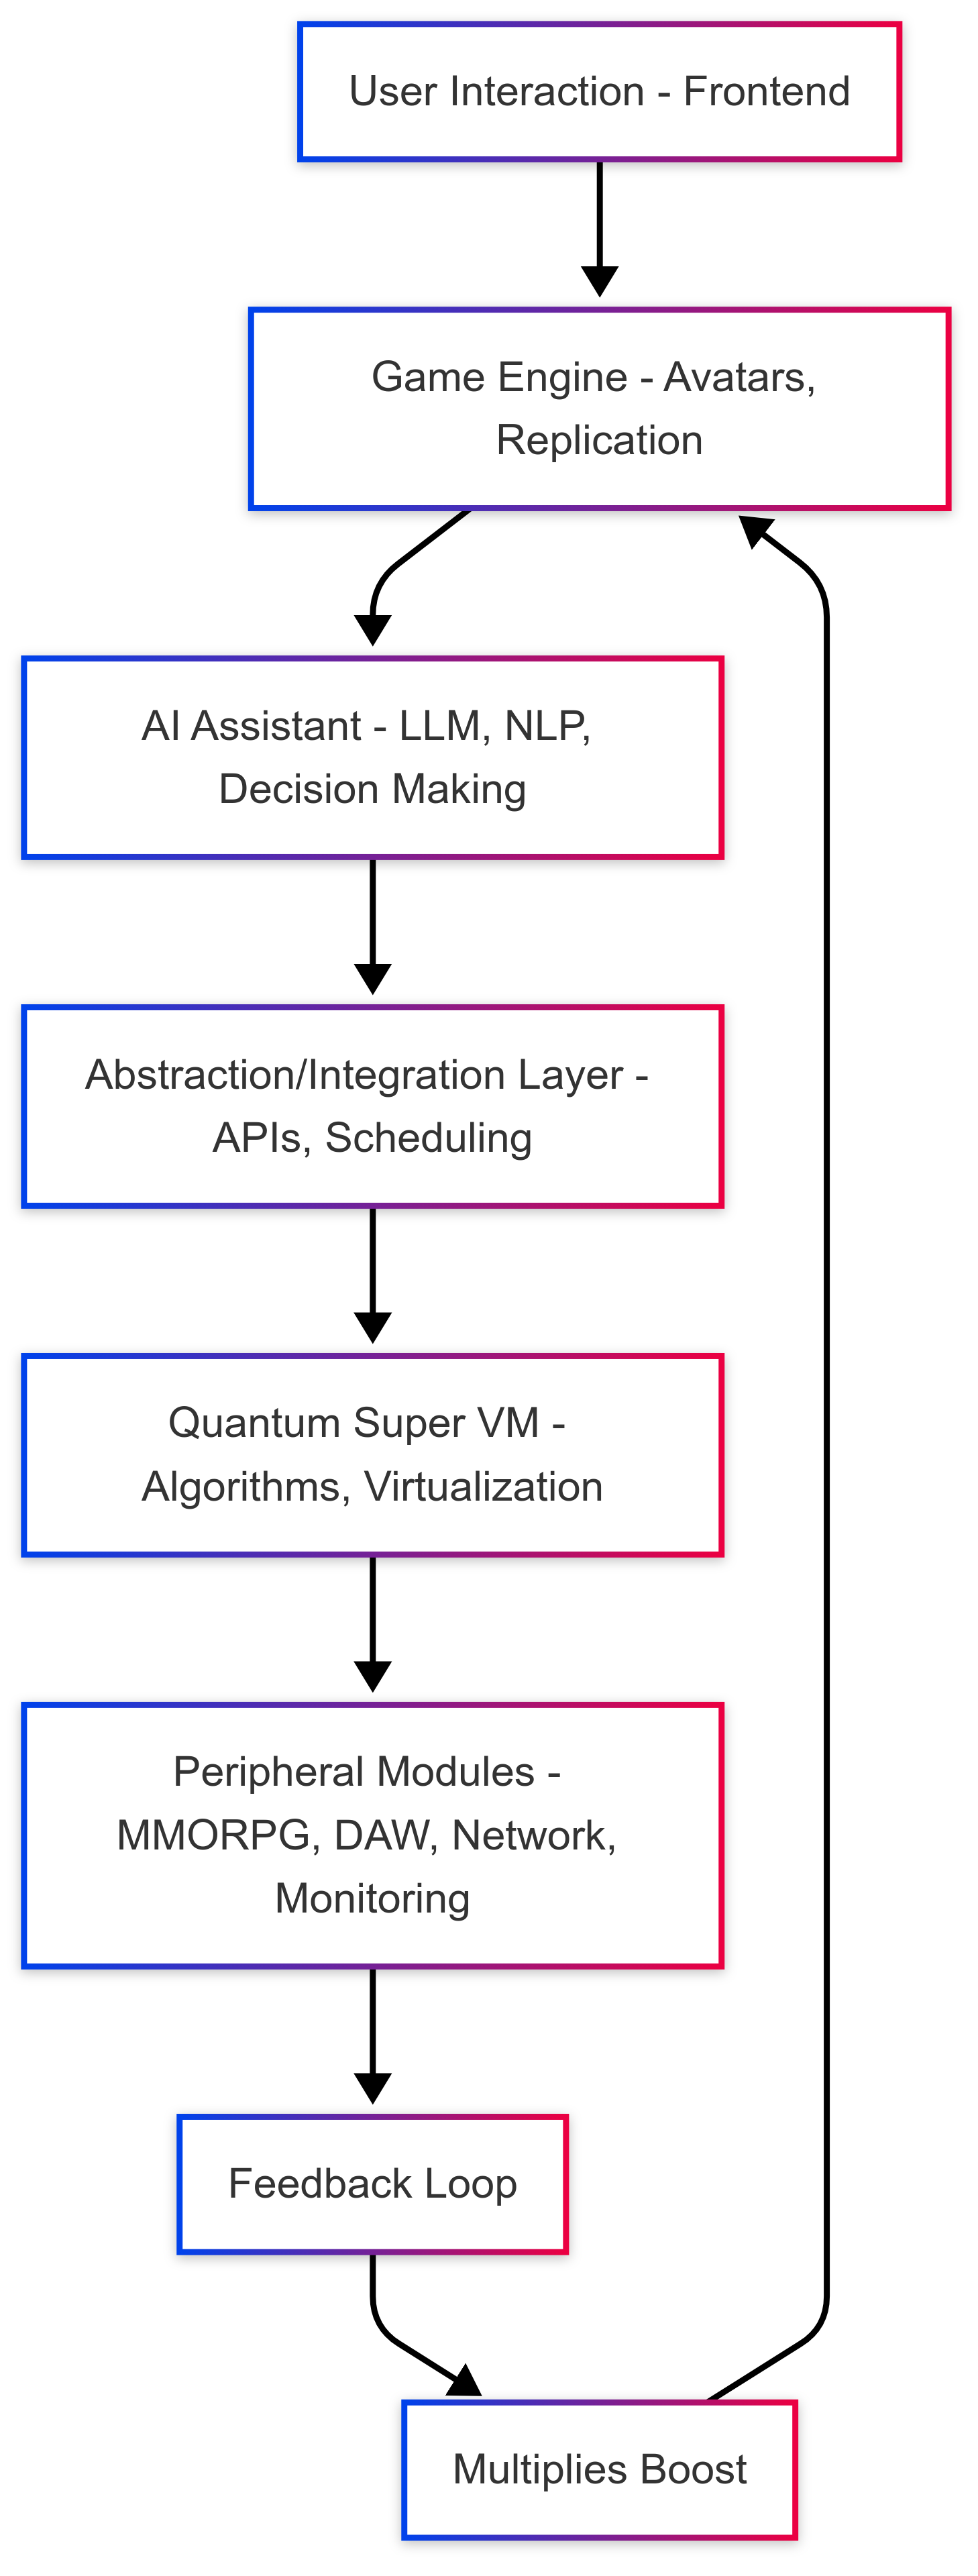 User Interaction - Frontend
Game Engine - Avatars,
Replication
AI Assistant - LLM, NLP,
Decision Making
Abstraction/Integration Layer -
APIs, Scheduling
Quantum Super VM -
Algorithms, Virtualization
Peripheral Modules -
MMORPG, DAW, Network,
Monitoring
Feedback Loop
Multiplies Boost